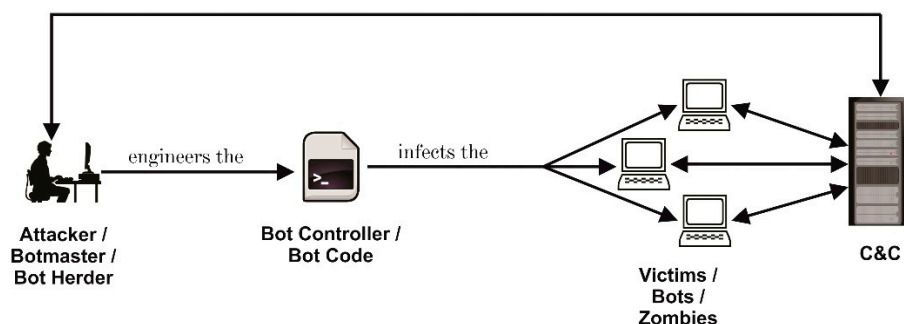 engineers the
infects the
>_
Attacker /
Botmaster /
Bot Herder
Bot Controller /
Bot Code
Victims /
Bots /
Zombies
C&C